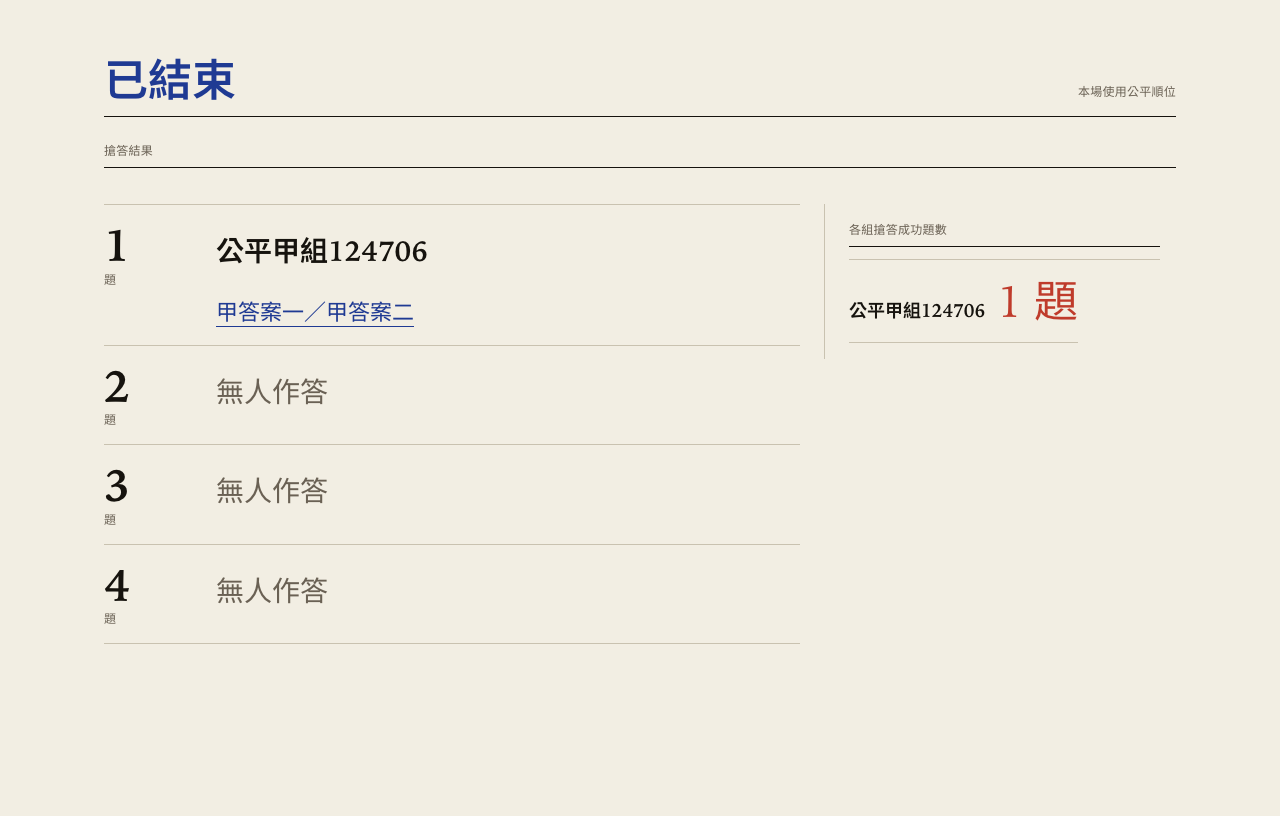 已結束
本場使用公平順位
搶答結果
1
題
公平甲組124706
甲答案一／甲答案二
2
題
無人作答
3
題
無人作答
4
題
無人作答
各組搶答成功題數
公平甲組124706 1 題